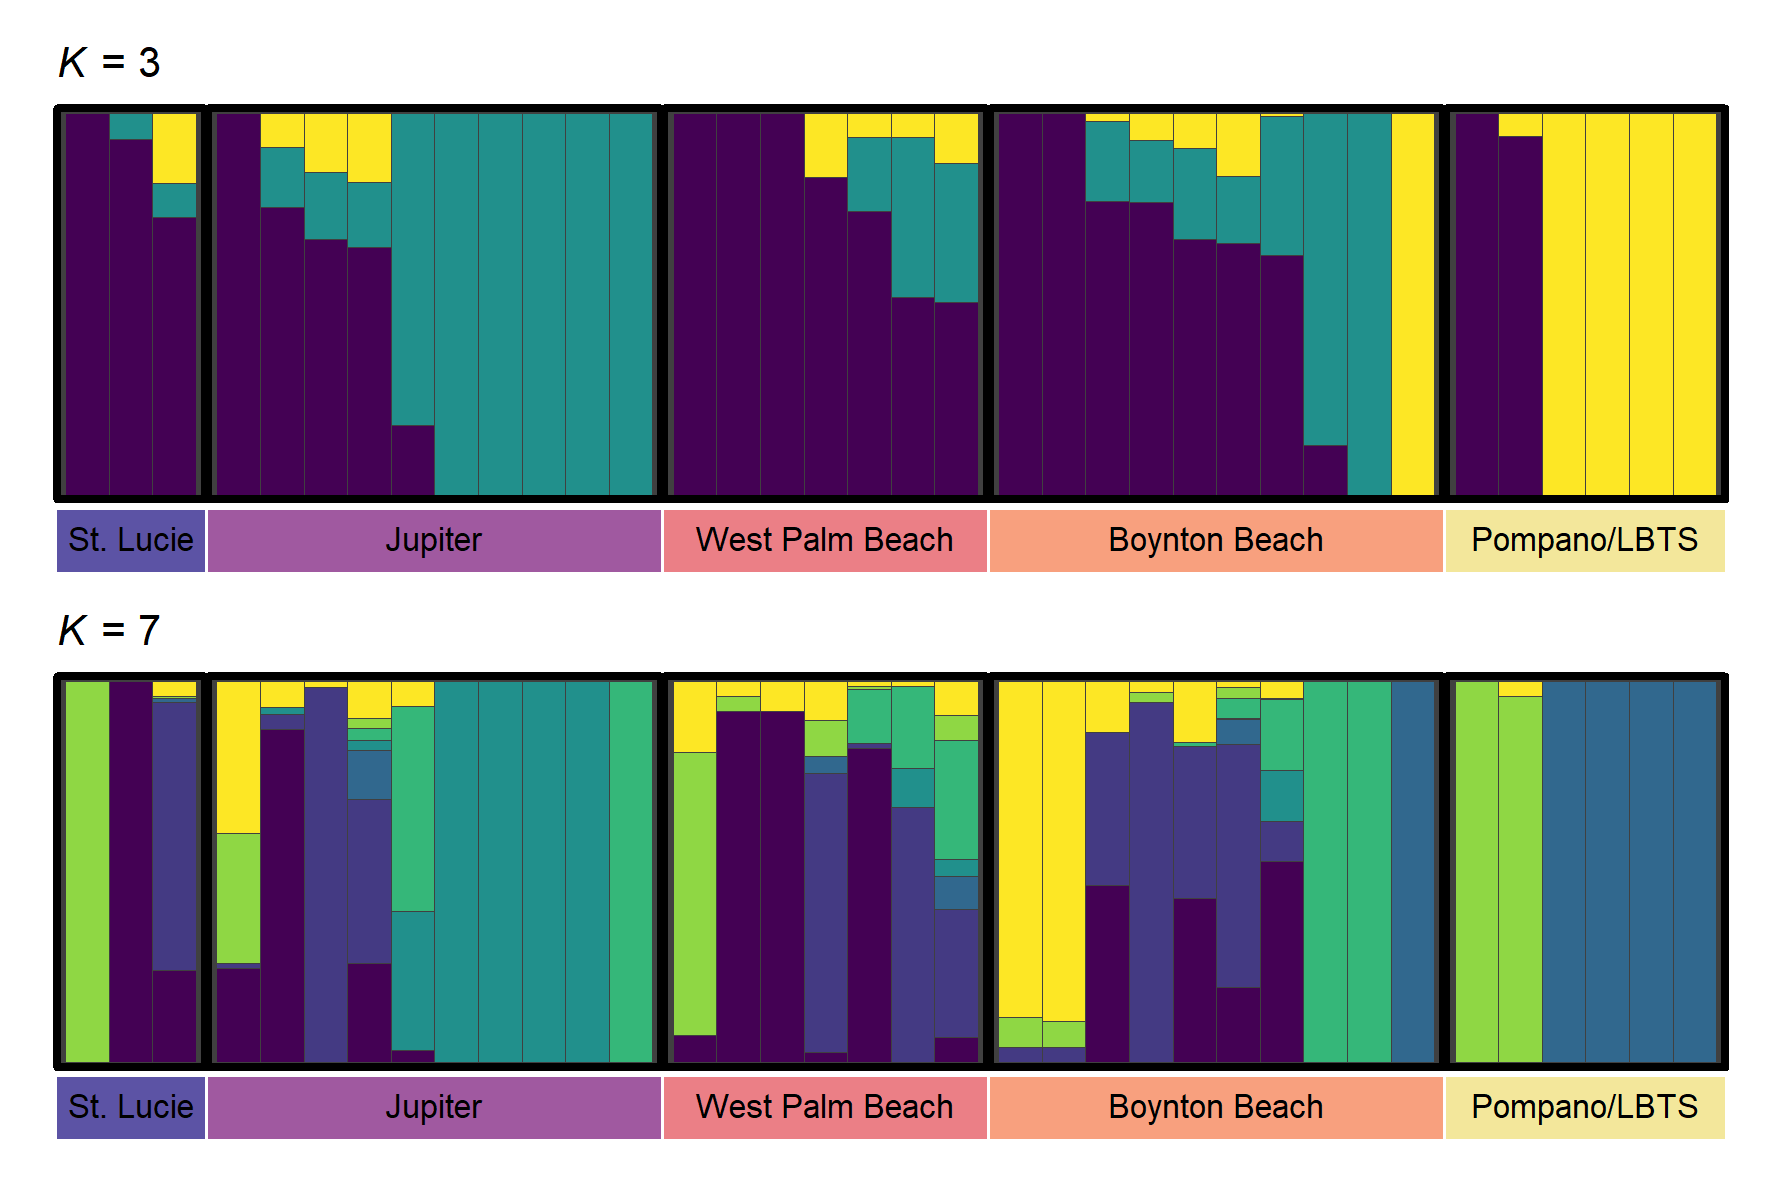 K = 3
St. Lucie Jupiter West Palm Beach Boynton Beach Pompano/LBTS
K = 7
St. Lucie Jupiter West Palm Beach Boynton Beach Pompano/LBTS